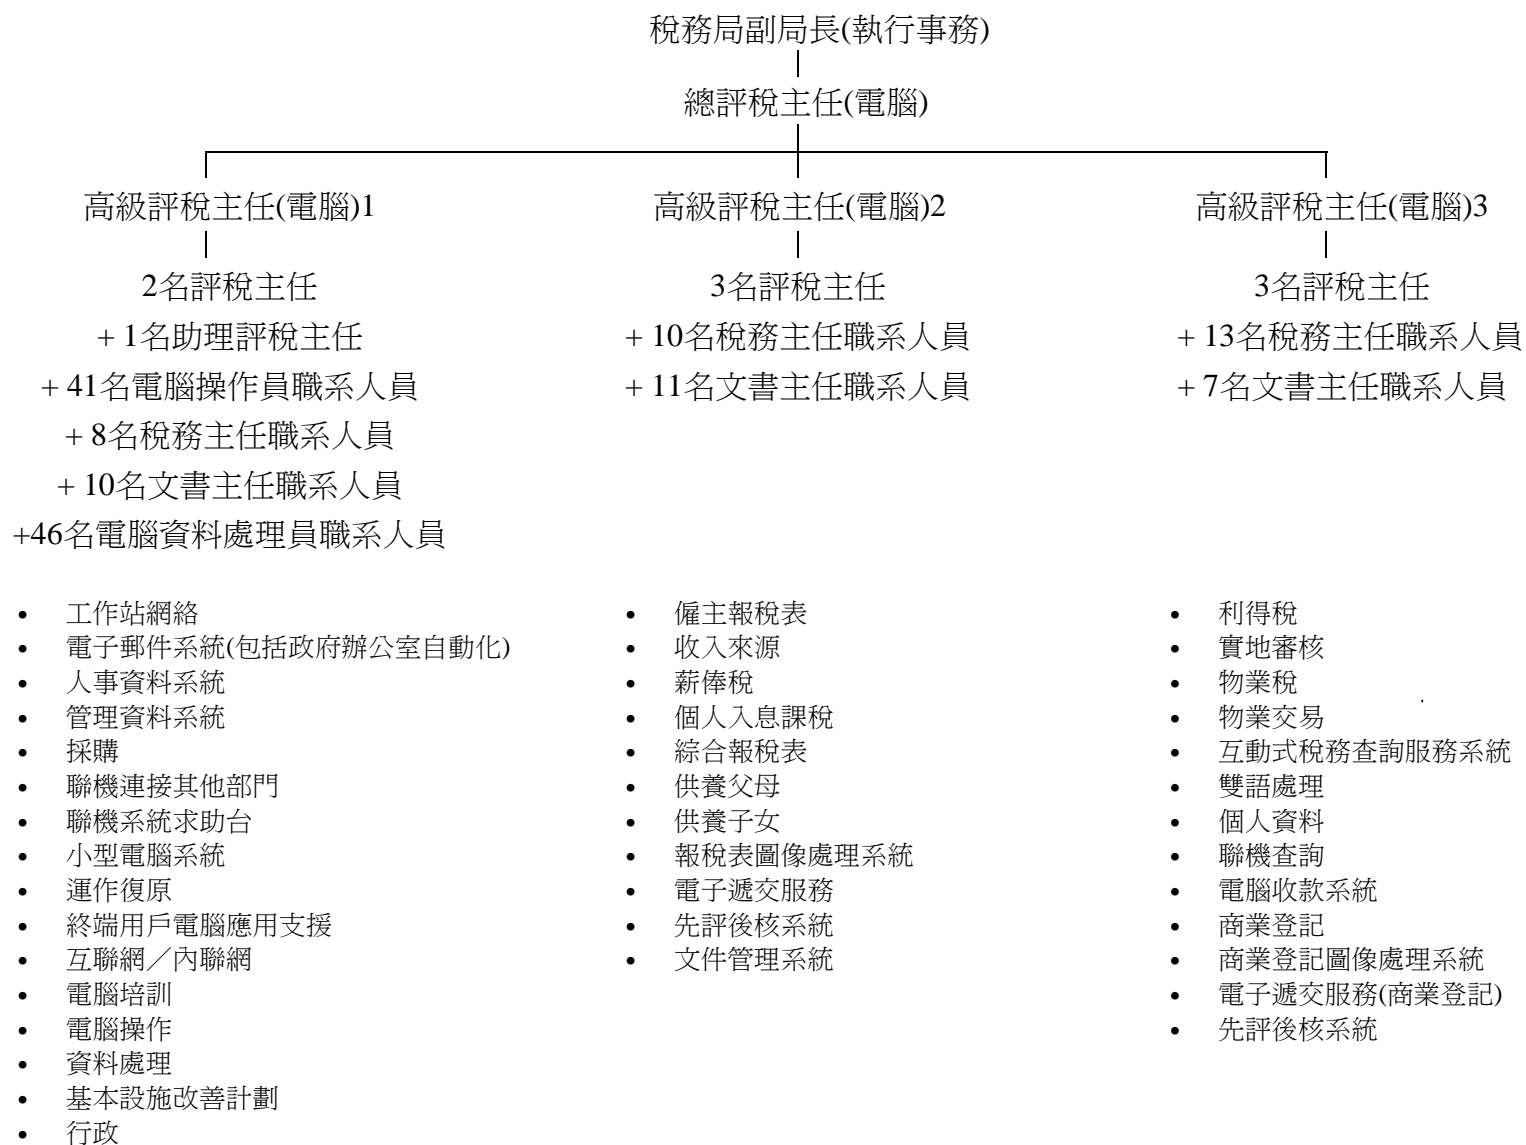 稅務局副局長(執行事務)
總評稅主任(電腦)
高級評稅主任(電腦)1
2名評稅主任
+ 1名助理評稅主任
+ 41名電腦操作員職系人員
+ 8名稅務主任職系人員
+ 10名文書主任職系人員
+46名電腦資料處理員職系人員
• 工作站網絡
• 電子郵件系統(包括政府辦公室自動化)
• 人事資料系統
• 管理資料系統
• 採購
• 聯機連接其他部門
• 聯機系統求助台
• 小型電腦系統
• 運作復原
• 終端用戶電腦應用支援
• 互聯網／內聯網
• 電腦培訓
• 電腦操作
• 資料處理
• 基本設施改善計劃
• 行政
高級評稅主任(電腦)2
3名評稅主任
+ 10名稅務主任職系人員
+ 11名文書主任職系人員
• 僱主報稅表
• 收入來源
• 薪俸稅
• 個人入息課稅
• 綜合報稅表
• 供養父母
• 供養子女
• 報稅表圖像處理系統
• 電子遞交服務
• 先評後核系統
• 文件管理系統
高級評稅主任(電腦)3
3名評稅主任
+ 13名稅務主任職系人員
+ 7名文書主任職系人員
• 利得稅
• 實地審核
• 物業稅
• 物業交易
• 互動式稅務查詢服務系統
• 雙語處理
• 個人資料
• 聯機查詢
• 電腦收款系統
• 商業登記
• 商業登記圖像處理系統
• 電子遞交服務(商業登記)
• 先評後核系統